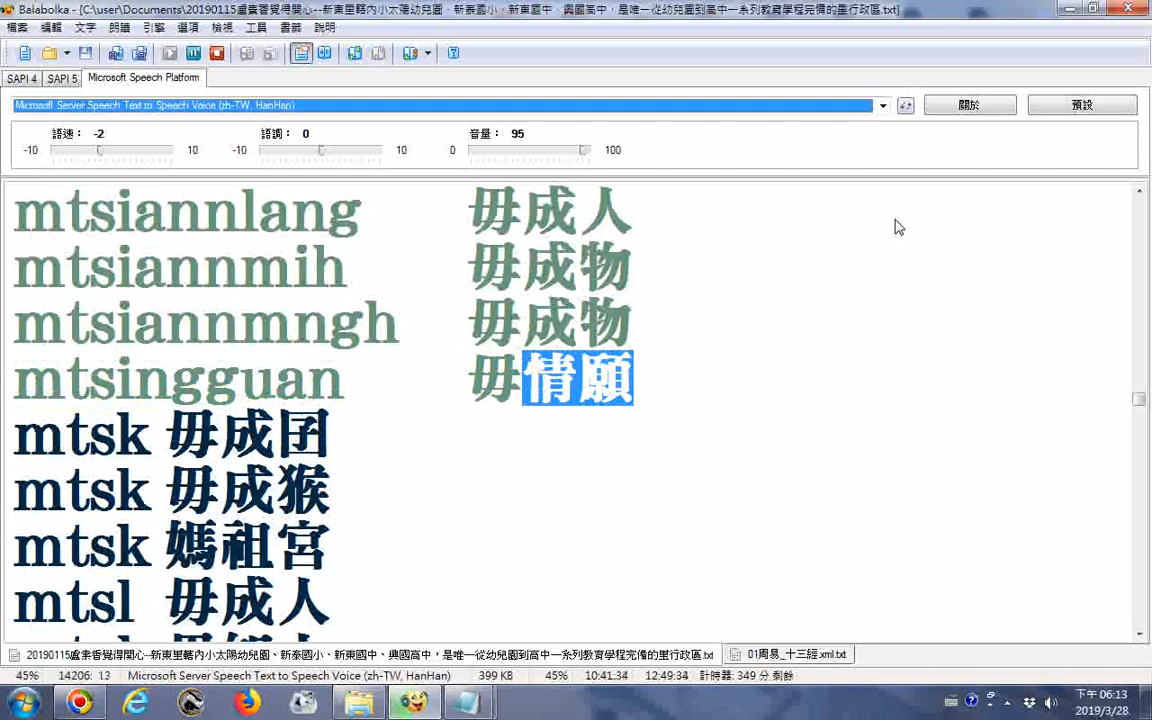 Balabolka - [C:\user\Documents\20190115盧素香覺得開心--新東里轄內小太陽幼兒園、新泰國小、新東國中、興國高中，是唯一從幼兒園到高中一系列教育學程完備的里行政區.txt]
檔案 編輯 文字 朗讀 引擎 選項 檢視 工具 書籤 說明
SAPI 4 SAPI 5 Microsoft Speech Platform
Microsoft Server Speech Text to Speech Voice (zh-TW, HanHan) 關於 預設
語速： -2 語調： 0 音量： 95
-10 10 -10 10 0 100
mtsiannlang 毋成人
mtsiannmih 毋成物
mtsiannmngh 毋成物
mtsingguan 毋情願
mtsk 毋成囝
mtsk 毋成猴
mtsk 媽祖宮
mtsl 毋成人
20190115盧素香覺得開心--新東里轄內小太陽幼兒園、新泰國小、新東國中、興國高中，是唯一從幼兒園到高中一系列教育學程完備的里行政區.txt 01周易_十三經.xml.txt
45% 14206: 13 Microsoft Server Speech Text to Speech Voice (zh-TW, HanHan) 399 KB 45% 10:41:34 12:49:34 計時器: 349 分 剩餘
下午 06:13
2019/3/28